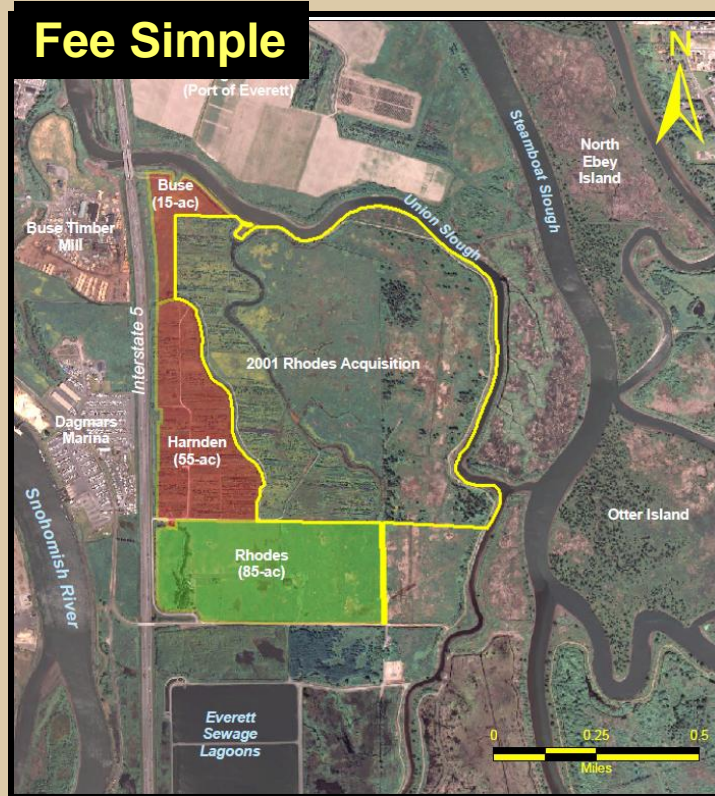 Fee Simple
(Port of Everett)
N
Steamboat Slough
North
Ebey
Island
Buse
(15-ac)
Union Slough
Buse Timber
Mill
Interstate 5
2001 Rhodes Acquisition
Dagmars
Marina
Harnden
(55-ac)
Snohomish River
Otter Island
Rhodes
(85-ac)
Everett
Sewage
Lagoons
0 0.25 0.5
Miles